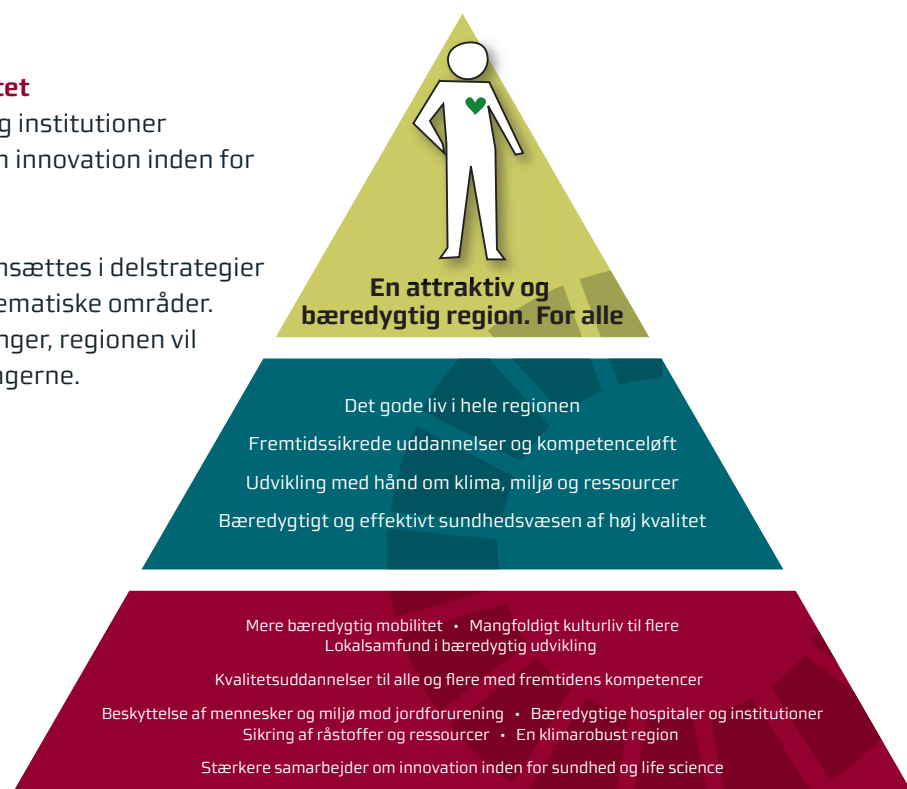 tet
g institutioner
n innovation inden for
nsættes i delstrategier
ematiske områder.
nger, regionen vil
ngerne.
En attraktiv og
bæredygtig region. For alle
Det gode liv i hele regionen
Fremtidssikrede uddannelser og kompetenceløft
Udvikling med hånd om klima, miljø og ressourcer
Bæredygtigt og effektivt sundhedsvæsen af høj kvalitet
Mere bæredygtig mobilitet • Mangfoldigt kulturliv til flere
Lokalsamfund i bæredygtig udvikling
Kvalitetsuddannelser til alle og flere med fremtidens kompetencer
Beskyttelse af mennesker og miljø mod jordforurening • Bæredygtige hospitaler og institutioner
Sikring af råstoffer og ressourcer • En klimarobust region
Stærkere samarbejder om innovation inden for sundhed og life science